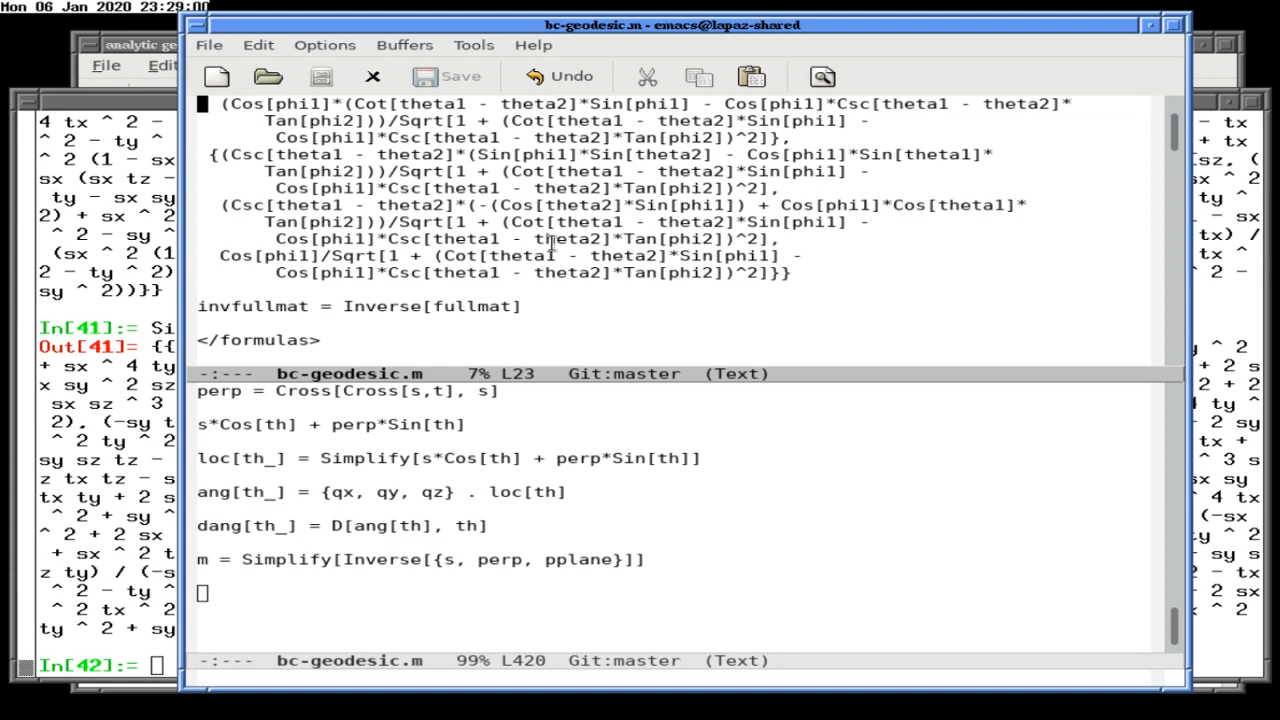 Mon 06 Jan 2020 23:29:00
bc-geodesic.m - emacs@lapaz-shared
analytic ge
File Edit
File Edit Options Buffers Tools Help
Save Undo
(Cos[phi1]*(Cot[theta1 - theta2]*Sin[phi1] - Cos[phi1]*Csc[theta1 - theta2]*
Tan[phi2]))/Sqrt[1 + (Cot[theta1 - theta2]*Sin[phi1] -
Cos[phi1]*Csc[theta1 - theta2]*Tan[phi2])^2]},
{(Csc[theta1 - theta2]*(Sin[phi1]*Sin[theta2] - Cos[phi1]*Sin[theta1]*
Tan[phi2]))/Sqrt[1 + (Cot[theta1 - theta2]*Sin[phi1] -
Cos[phi1]*Csc[theta1 - theta2]*Tan[phi2])^2],
(Csc[theta1 - theta2]*(-(Cos[theta2]*Sin[phi1]) + Cos[phi1]*Cos[theta1]*
Tan[phi2]))/Sqrt[1 + (Cot[theta1 - theta2]*Sin[phi1] -
Cos[phi1]*Csc[theta1 - theta2]*Tan[phi2])^2],
Cos[phi1]/Sqrt[1 + (Cot[theta1 - theta2]*Sin[phi1] -
Cos[phi1]*Csc[theta1 - theta2]*Tan[phi2])^2]}}
invfullmat = Inverse[fullmat]
</formulas>
-:--- bc-geodesic.m 7% L23 Git:master (Text)
perp = Cross[Cross[s,t], s]
s*Cos[th] + perp*Sin[th]
loc[th_] = Simplify[s*Cos[th] + perp*Sin[th]]
ang[th_] = {qx, qy, qz} . loc[th]
dang[th_] = D[ang[th], th]
m = Simplify[Inverse[{s, perp, pplane}]]
-:--- bc-geodesic.m 99% L420 Git:master (Text)
4 tx ^ 2 -
^ 2 - ty ^
^ 2 (1 - sx
sx (sx tz -
ty - sx sy
2) + sx ^ 2
^ 2 - sy ^
(sx ^ 2 (1
2 - ty ^ 2)
sy ^ 2))}}
In[41]:= Si
Out[41]= {{
+ sx ^ 4 ty
x sy ^ 2 sz
sx sz ^ 3
2), (-sy t
^ 2 ty ^ 2
sy sz tz -
z tx tz - s
tx ty + 2 s
^ 2 + sy ^
^ 2 + 2 sx
+ sx ^ 2 t
z ty) / (-s
^ 2 - ty ^
^ 2 tx ^ 2
ty ^ 2 + sy
In[42]:=